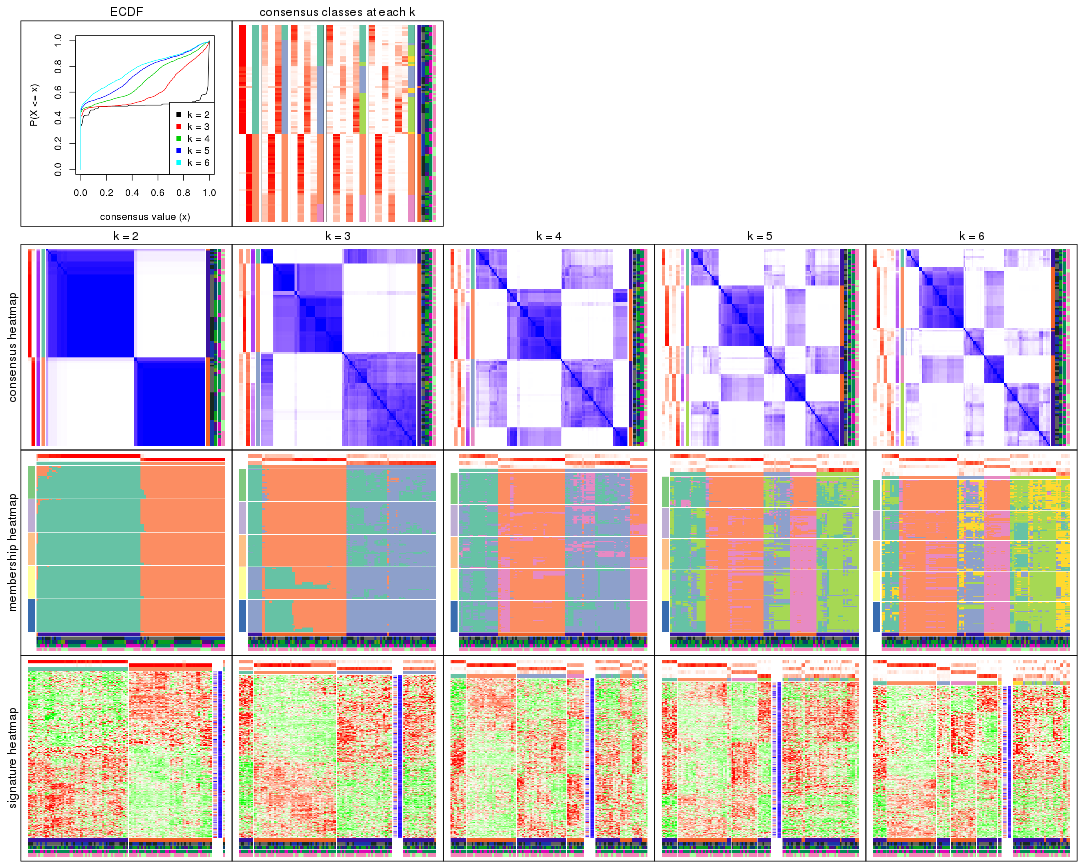 ECDF
consensus classes at each k
P(X <= x)
0.0
0.2
0.4
0.6
0.8
1.0
k = 2
k = 3
k = 4
k = 5
k = 6
0.0 0.2 0.4 0.6 0.8 1.0
consensus value (x)
k = 2
k = 3
k = 4
k = 5
k = 6
consensus heatmap
membership heatmap
signature heatmap